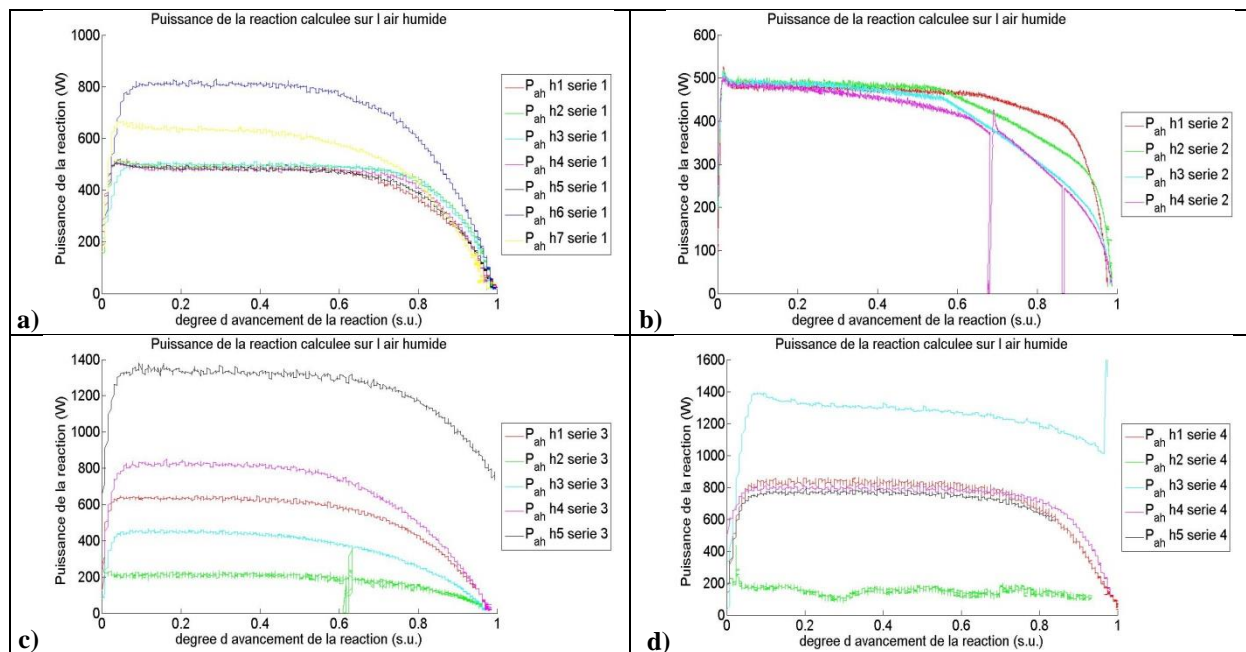 Puissance de la reaction calculee sur l air humide
Puissance de la reaction (W)
1000
800
600
400
200
0
0 0.2 0.4 0.6 0.8 1
degree d avancement de la reaction (s.u.)
P_ah h1 serie 1
P_ah h2 serie 1
P_ah h3 serie 1
P_ah h4 serie 1
P_ah h5 serie 1
P_ah h6 serie 1
P_ah h7 serie 1
a)
Puissance de la reaction calculee sur l air humide
Puissance de la reaction (W)
600
500
400
300
200
100
0
0 0.2 0.4 0.6 0.8 1
degree d avancement de la reaction (s.u.)
P_ah h1 serie 2
P_ah h2 serie 2
P_ah h3 serie 2
P_ah h4 serie 2
b)
Puissance de la reaction calculee sur l air humide
Puissance de la reaction (W)
1400
1200
1000
800
600
400
200
0
0 0.2 0.4 0.6 0.8 1
degree d avancement de la reaction (s.u.)
P_ah h1 serie 3
P_ah h2 serie 3
P_ah h3 serie 3
P_ah h4 serie 3
P_ah h5 serie 3
c)
Puissance de la reaction calculee sur l air humide
Puissance de la reaction (W)
1600
1400
1200
1000
800
600
400
200
0
0 0.2 0.4 0.6 0.8 1
degree d avancement de la reaction (s.u.)
P_ah h1 serie 4
P_ah h2 serie 4
P_ah h3 serie 4
P_ah h4 serie 4
P_ah h5 serie 4
d)